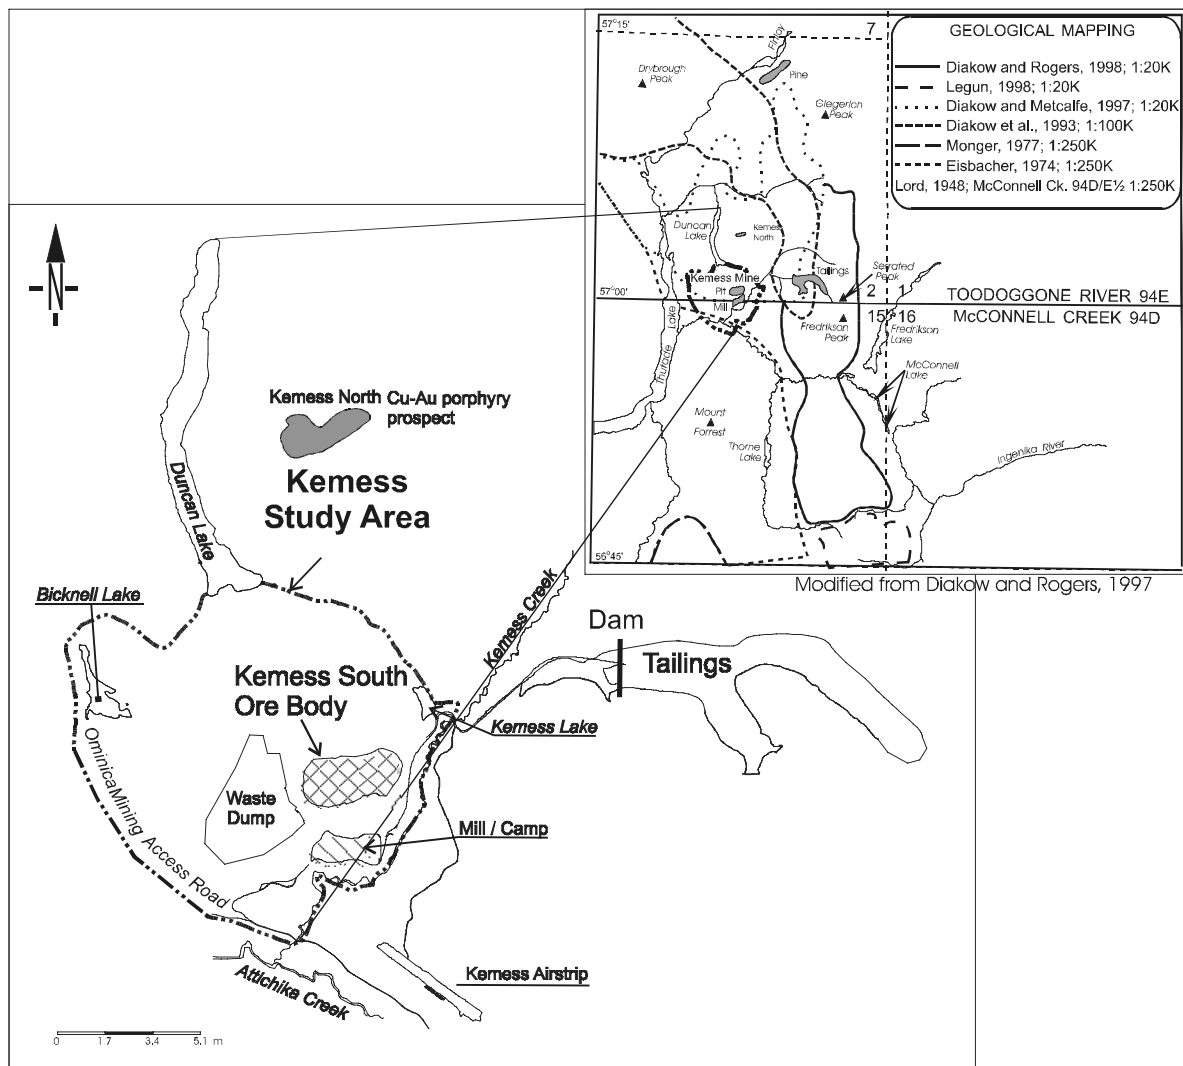 57°15'
7
Finlay
Drybrough
Peak
Pine
Giegerich
Peak
GEOLOGICAL MAPPING
Diakow and Rogers, 1998; 1:20K
Legun, 1998; 1:20K
Diakow and Metcalfe, 1997; 1:20K
Diakow et al., 1993; 1:100K
Monger, 1977; 1:250K
Eisbacher, 1974; 1:250K
Lord, 1948; McConnell Ck. 94D/E½ 1:250K
Duncan
Lake
Kemess
North
Kemess Mine
Pit
Mill
Tailings
Serrated
Peak
57°00'
2
1
TOODOGGONE RIVER 94E
15
16
McCONNELL CREEK 94D
Fredrikson
Peak
Fredrikson
Lake
Thutade Lake
McConnell
Lake
Mount
Forrest
Thorne
Lake
Ingenika River
56°45'
Modified from Diakow and Rogers, 1997
N
Kemess North Cu-Au porphyry
prospect
Kemess
Study Area
Duncan Lake
Bicknell Lake
Kemess Creek
Dam
Tailings
Kemess South
Ore Body
Kemess Lake
Ominica Mining Access Road
Waste
Dump
Mill / Camp
Kemess Airstrip
Attichika Creek
0 1.7 3.4 5.1 m